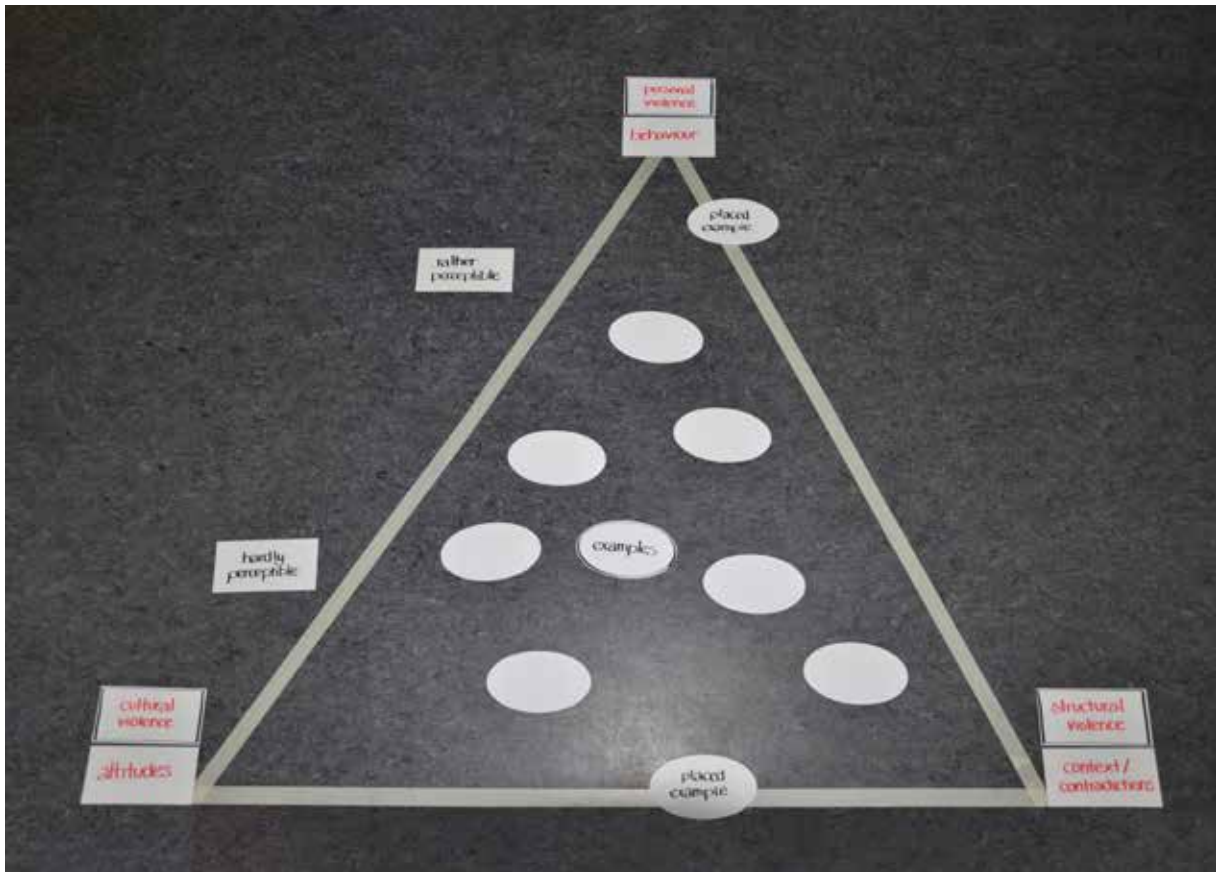 personal
violence
behaviour
placed
example
rather
perceptible
examples
hardly
perceptible
cultural
violence
attitudes
structural
violence
context/
contradictions
placed
example